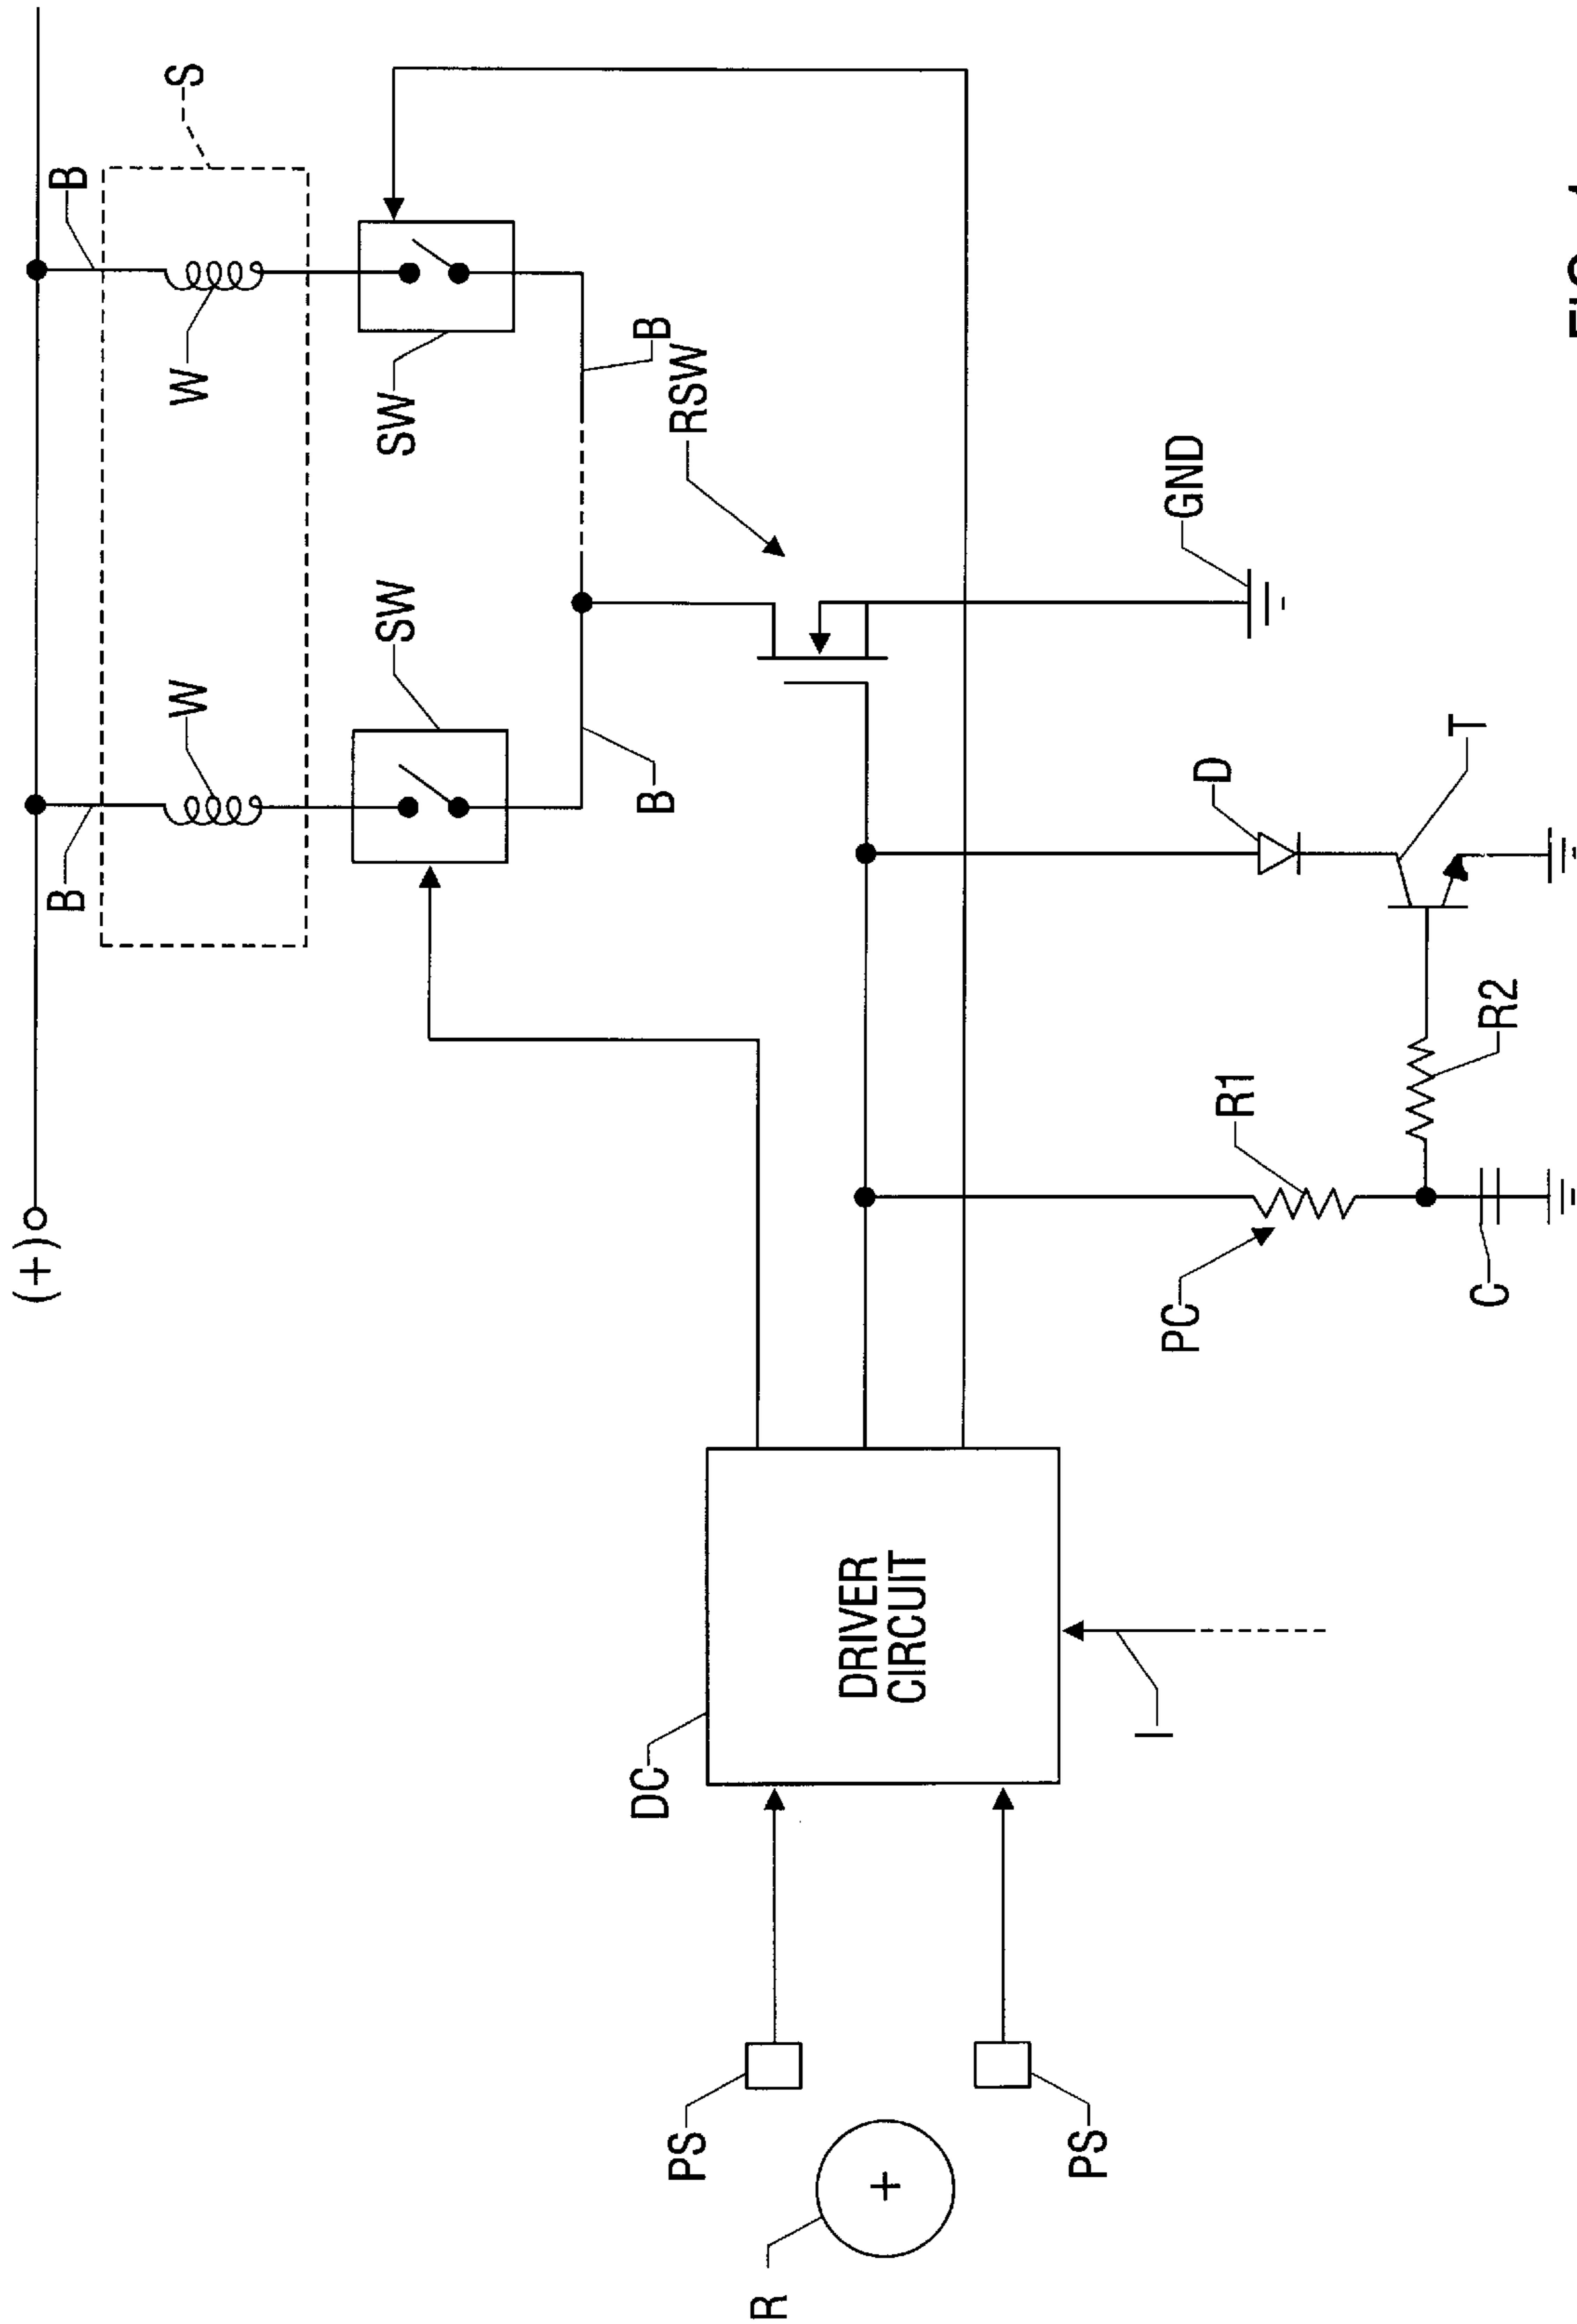 (+)
B
B
S
W
W
SW
SW
DC
B
B
RSW
PS
R
DRIVER
CIRCUIT
PS
I
PC
R1
D
GND
C
R2
T